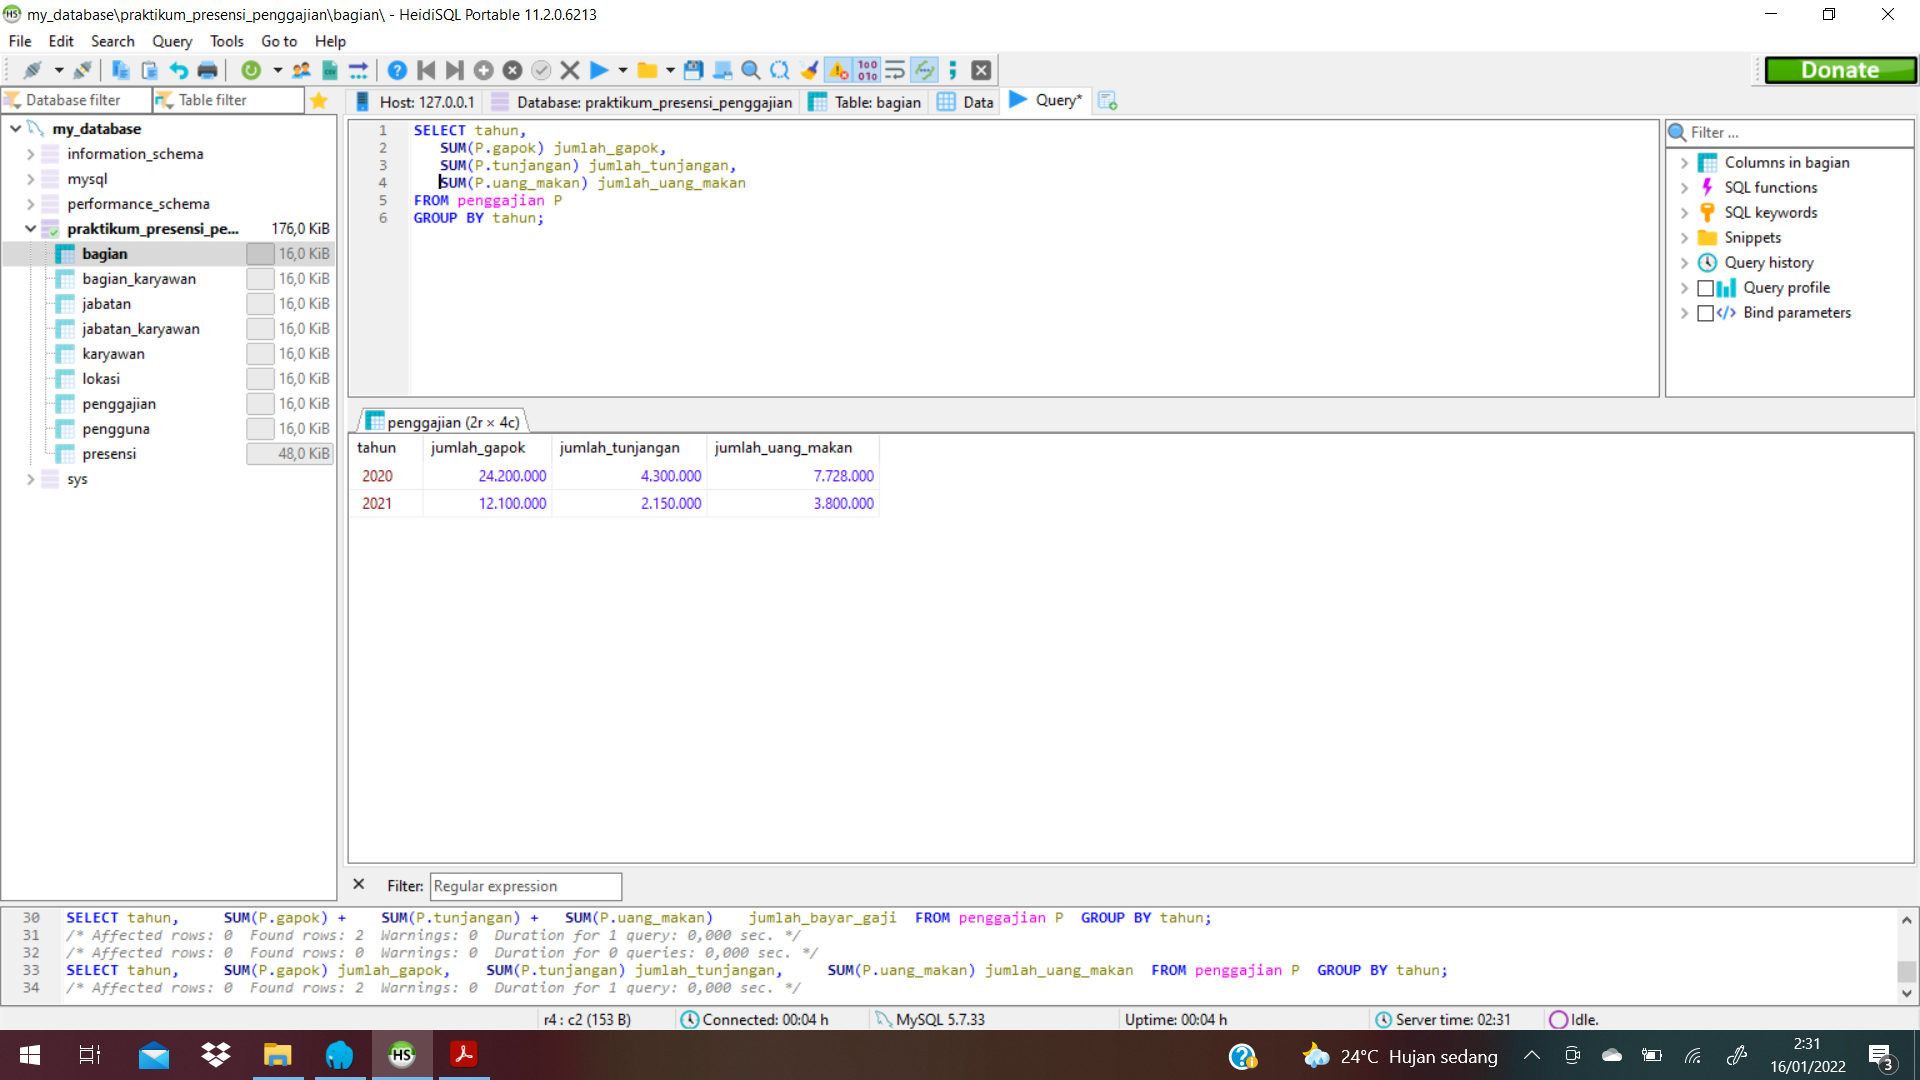 my_database\praktikum_presensi_penggajian\bagian\ - HeidiSQL Portable 11.2.0.6213
File Edit Search Query Tools Go to Help
Donate
Database filter Table filter
Host: 127.0.0.1 Database: praktikum_presensi_penggajian Table: bagian Data Query*
my_database
information_schema
mysql
performance_schema
praktikum_presensi_pe... 176,0 KiB
bagian 16,0 KiB
bagian_karyawan 16,0 KiB
jabatan 16,0 KiB
jabatan_karyawan 16,0 KiB
karyawan 16,0 KiB
lokasi 16,0 KiB
penggajian 16,0 KiB
pengguna 16,0 KiB
presensi 48,0 KiB
sys
1 SELECT tahun,
2 SUM(P.gapok) jumlah_gapok,
3 SUM(P.tunjangan) jumlah_tunjangan,
4 SUM(P.uang_makan) jumlah_uang_makan
5 FROM penggajian P
6 GROUP BY tahun;
Filter ...
Columns in bagian
SQL functions
SQL keywords
Snippets
Query history
Query profile
Bind parameters
penggajian (2r × 4c)
tahun jumlah_gapok jumlah_tunjangan jumlah_uang_makan
2020 24.200.000 4.300.000 7.728.000
2021 12.100.000 2.150.000 3.800.000
Filter: Regular expression
30 SELECT tahun, SUM(P.gapok) + SUM(P.tunjangan) + SUM(P.uang_makan) jumlah_bayar_gaji FROM penggajian P GROUP BY tahun;
31 /* Affected rows: 0 Found rows: 2 Warnings: 0 Duration for 1 query: 0,000 sec. */
32 /* Affected rows: 0 Found rows: 0 Warnings: 0 Duration for 0 queries: 0,000 sec. */
33 SELECT tahun, SUM(P.gapok) jumlah_gapok, SUM(P.tunjangan) jumlah_tunjangan, SUM(P.uang_makan) jumlah_uang_makan FROM penggajian P GROUP BY tahun;
34 /* Affected rows: 0 Found rows: 2 Warnings: 0 Duration for 1 query: 0,000 sec. */
r4 : c2 (153 B) Connected: 00:04 h MySQL 5.7.33 Uptime: 00:04 h Server time: 02:31 Idle.
HS
24°C Hujan sedang
2:31
16/01/2022
3